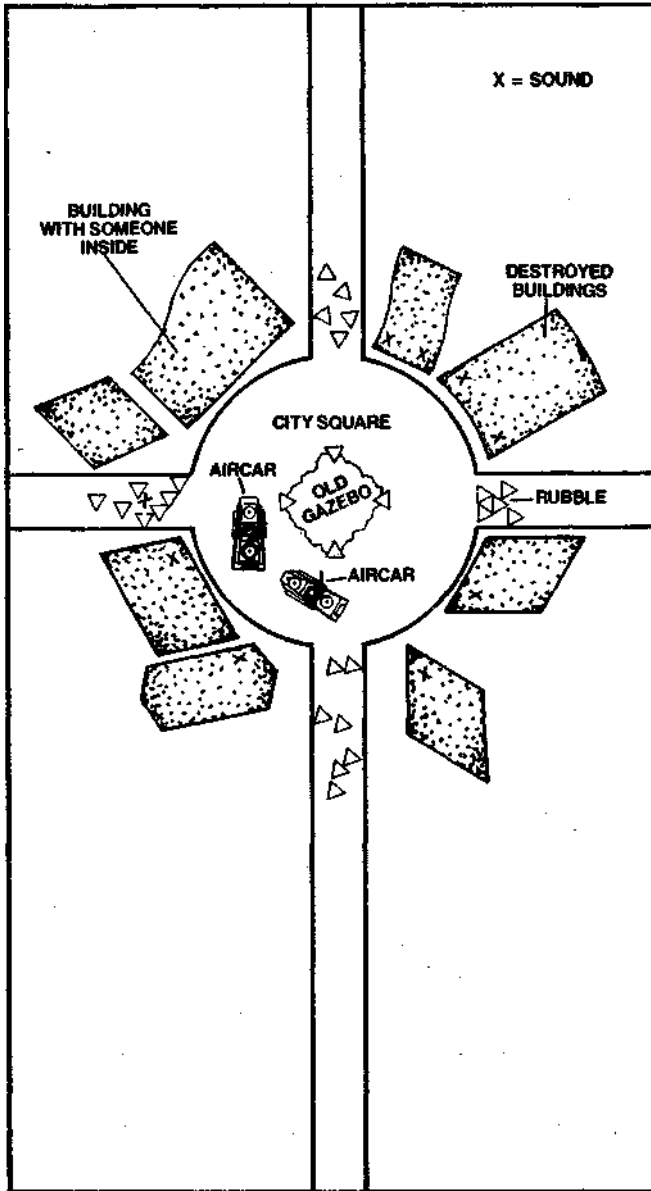 X = SOUND
BUILDING
WITH SOMEONE
INSIDE
DESTROYED
BUILDINGS
X
X
X
X
CITY SQUARE
AIRCAR
OLD
GAZEBO
X
RUBBLE
AIRCAR
X
X
X
X